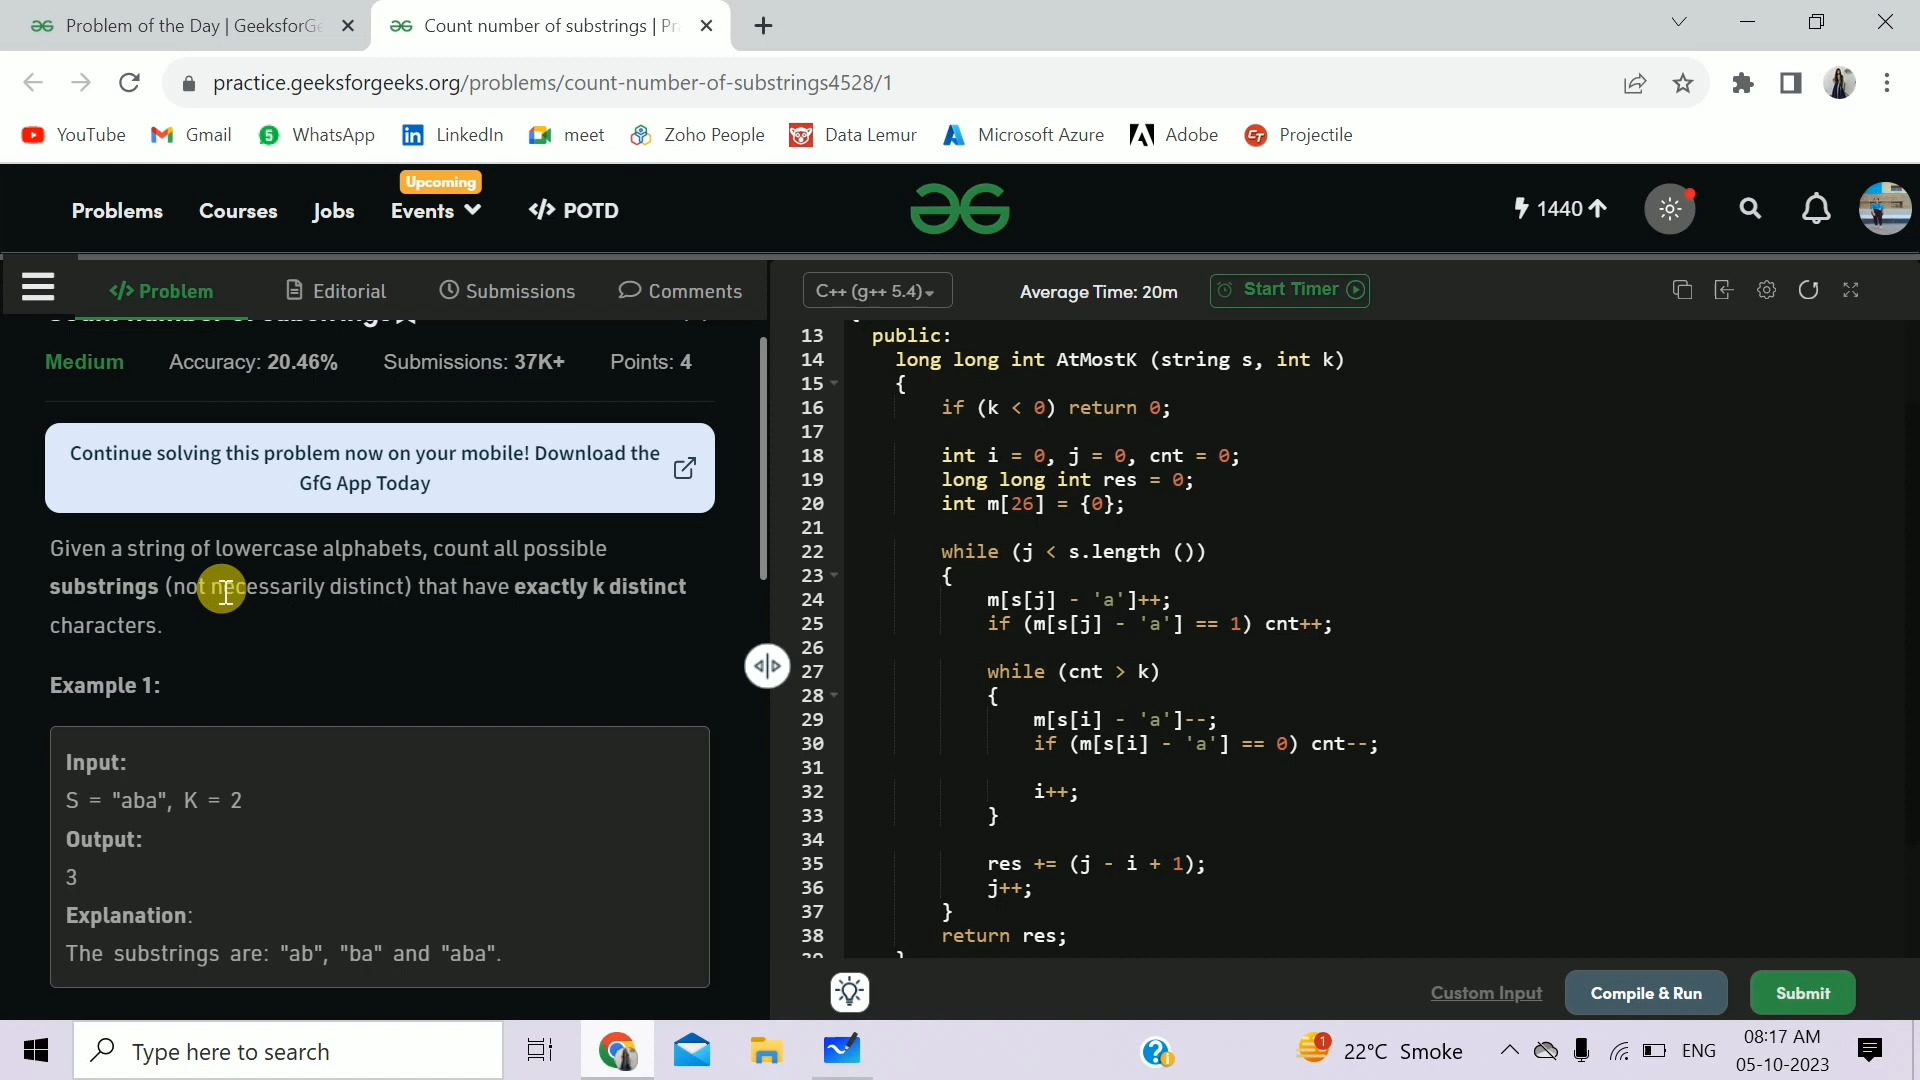 Problem of the Day | GeeksforGe
Count number of substrings | Pr
practice.geeksforgeeks.org/problems/count-number-of-substrings4528/1
YouTube Gmail WhatsApp LinkedIn meet Zoho People Data Lemur Microsoft Azure Adobe Projectile
Upcoming
Problems Courses Jobs Events </> POTD
1440
</> Problem Editorial Submissions Comments
Medium Accuracy: 20.46% Submissions: 37K+ Points: 4
Continue solving this problem now on your mobile! Download the
GfG App Today
Given a string of lowercase alphabets, count all possible
substrings (not necessarily distinct) that have exactly k distinct
characters.
Example 1:
Input:
S = "aba", K = 2
Output:
3
Explanation:
The substrings are: "ab", "ba" and "aba".
C++ (g++ 5.4) Average Time: 20m Start Timer
13 public:
14 long long int AtMostK (string s, int k)
15 {
16 if (k < 0) return 0;
17
18 int i = 0, j = 0, cnt = 0;
19 long long int res = 0;
20 int m[26] = {0};
21
22 while (j < s.length ())
23 {
24 m[s[j] - 'a']++;
25 if (m[s[j] - 'a'] == 1) cnt++;
26
27 while (cnt > k)
28 {
29 m[s[i] - 'a']--;
30 if (m[s[i] - 'a'] == 0) cnt--;
31
32 i++;
33 }
34
35 res += (j - i + 1);
36 j++;
37 }
38 return res;
Custom Input Compile & Run Submit
Type here to search
1 22°C Smoke ENG
08:17 AM
05-10-2023